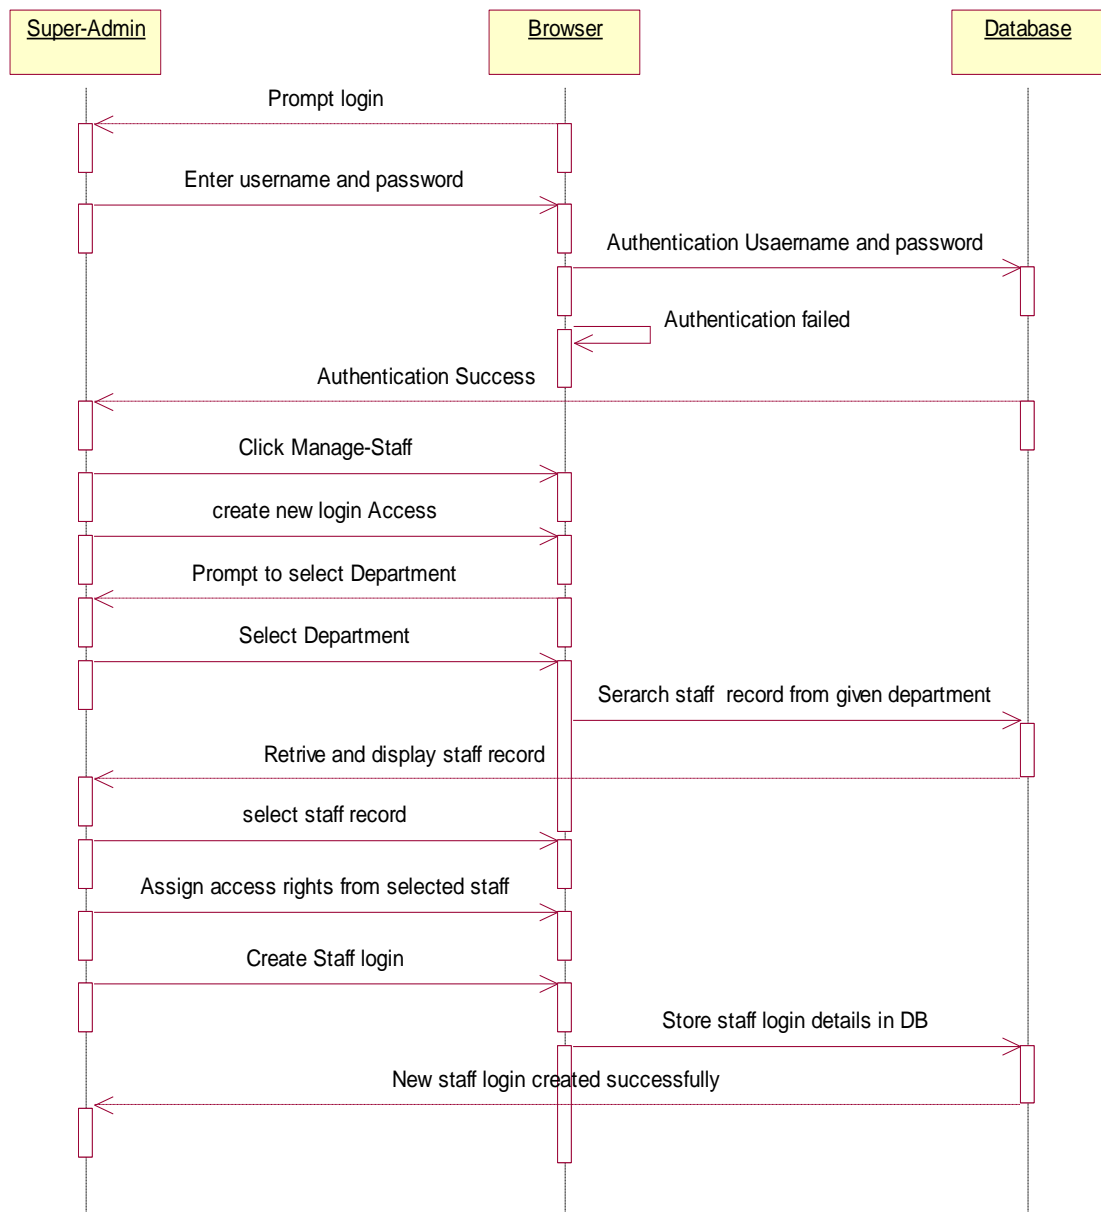 Super-Admin
Browser
Database
Prompt login
Enter username and password
Authentication Usaername and password
Authentication failed
Authentication Success
Click Manage-Staff
create new login Access
Prompt to select Department
Select Department
Serarch staff  record from given department
Retrive and display staff record
select staff record
Assign access rights from selected staff
Create Staff login
Store staff login details in DB
New staff login created successfully